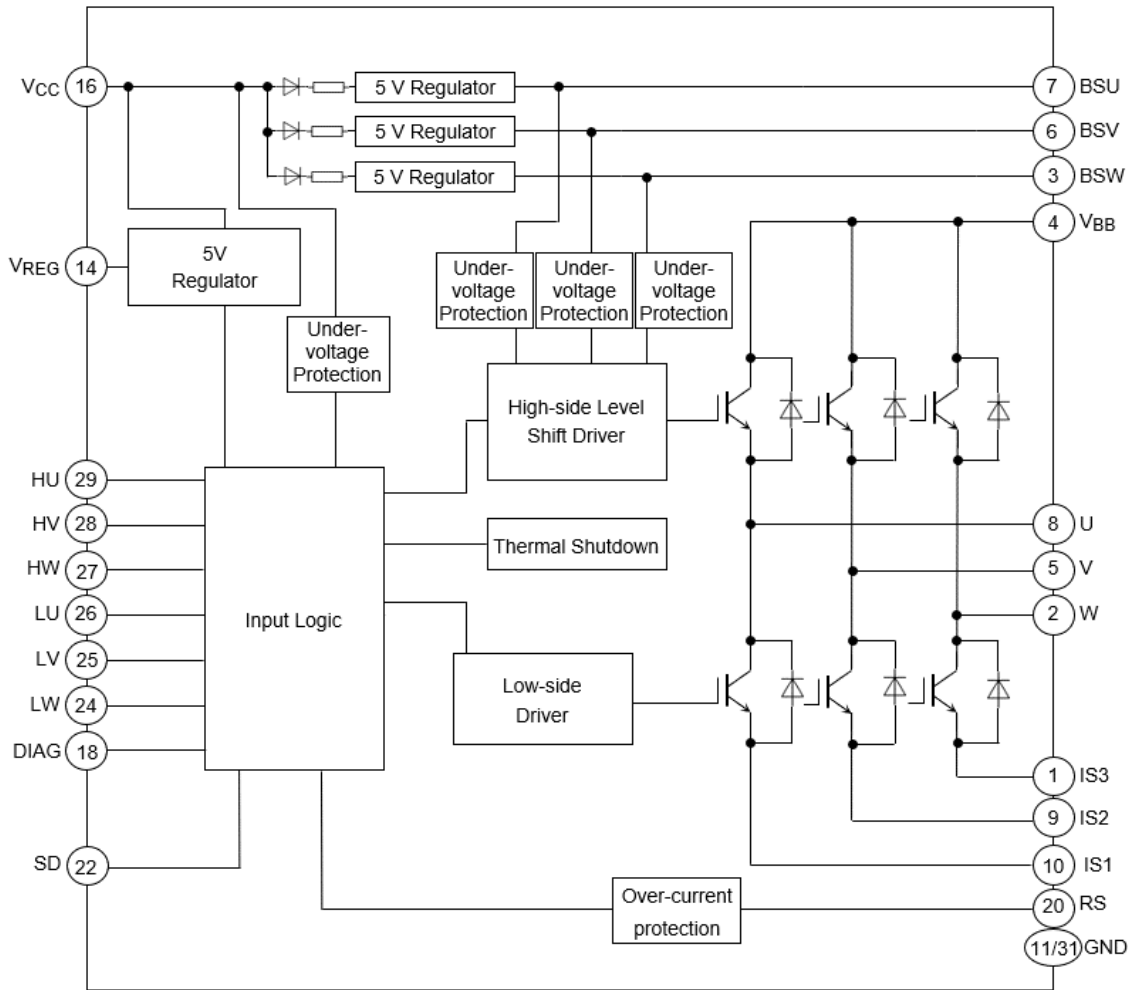 VCC 16
5 V Regulator
7 BSU
5 V Regulator
6 BSV
5 V Regulator
3 BSW
4 VBB
VREG 14
5V
Regulator
Under-
voltage
Protection
Under-
voltage
Protection
Under-
voltage
Protection
Under-
voltage
Protection
High-side Level
Shift Driver
HU 29
HV 28
HW 27
LU 26
LV 25
LW 24
DIAG 18
SD 22
Input Logic
Thermal Shutdown
Low-side
Driver
8 U
5 V
2 W
1 IS3
9 IS2
10 IS1
Over-current
protection
20 RS
11/31 GND